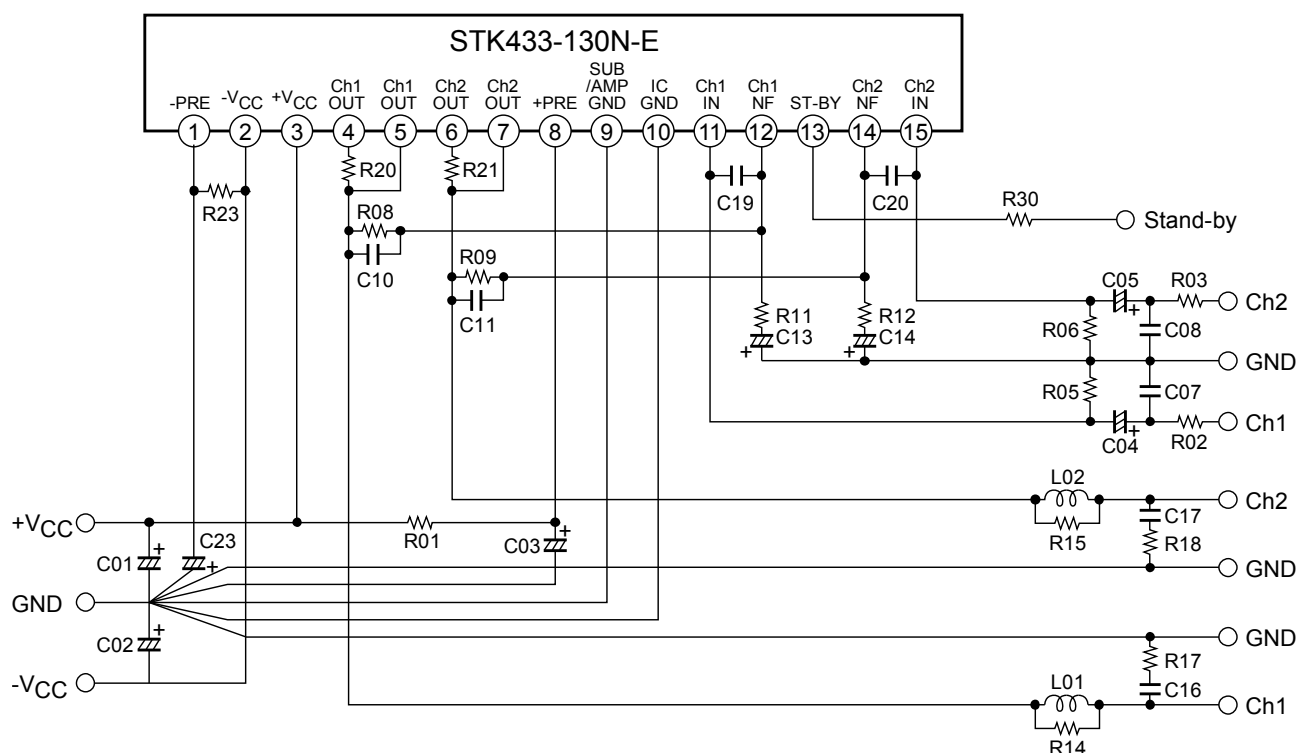 STK433-130N-E
-PRE
-VCC
+VCC
Ch1
OUT
Ch1
OUT
Ch2
OUT
Ch2
OUT
+PRE
SUB
/AMP
GND
IC
GND
Ch1
IN
Ch1
NF
ST-BY
Ch2
NF
Ch2
IN
1 2 3 4 5 6 7 8 9 10 11 12 13 14 15
R20
R21
C19
C20
R23
R08
C10
R30
Stand-by
R09
C11
C05
R03
Ch2
R11
C13
R12
C14
R06
C08
GND
R05
C07
C04
R02
Ch1
L02
Ch2
R15
C17
R18
GND
+VCC
C01
+
C23
+
R01
C03
+
GND
C02
+
-VCC
+
+
+
+
GND
R17
C16
L01
Ch1
R14